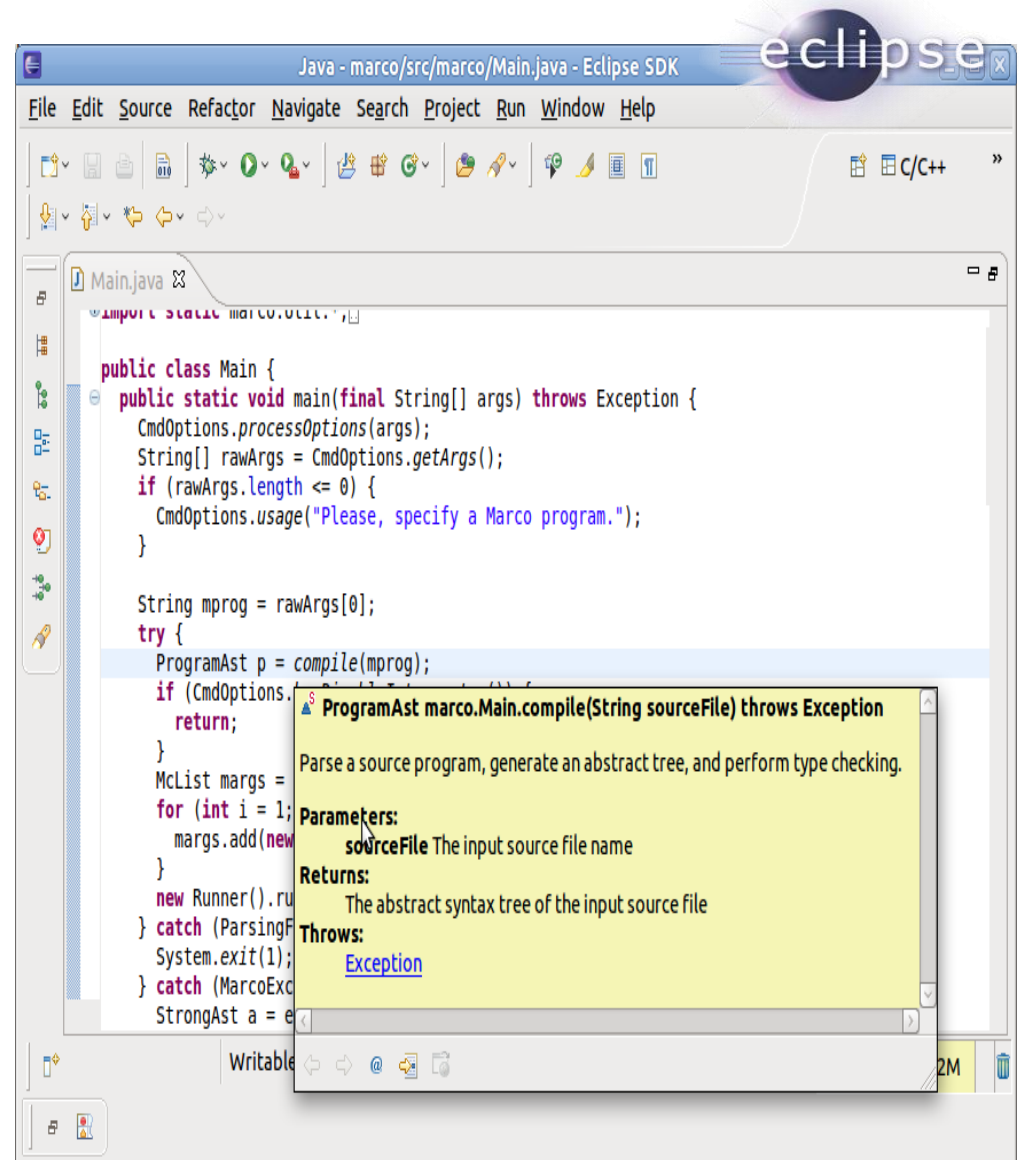 eclipse
Java - marco/src/marco/Main.java - Eclipse SDK
File Edit Source Refactor Navigate Search Project Run Window Help
C/C++ »
Main.java
import static marco.Util.*;
public class Main {
public static void main(final String[] args) throws Exception {
CmdOptions.processOptions(args);
String[] rawArgs = CmdOptions.getArgs();
if (rawArgs.length <= 0) {
CmdOptions.usage("Please, specify a Marco program.");
}
String mprog = rawArgs[0];
try {
ProgramAst p = compile(mprog);
if (CmdOptions.
return;
}
McList margs =
for (int i = 1;
margs.add(new
}
new Runner().ru
} catch (ParsingF
System.exit(1);
} catch (MarcoExc
StrongAst a = e
ProgramAst marco.Main.compile(String sourceFile) throws Exception
Parse a source program, generate an abstract tree, and perform type checking.
Parameters:
sourceFile The input source file name
Returns:
The abstract syntax tree of the input source file
Throws:
Exception
@
Writable
2M